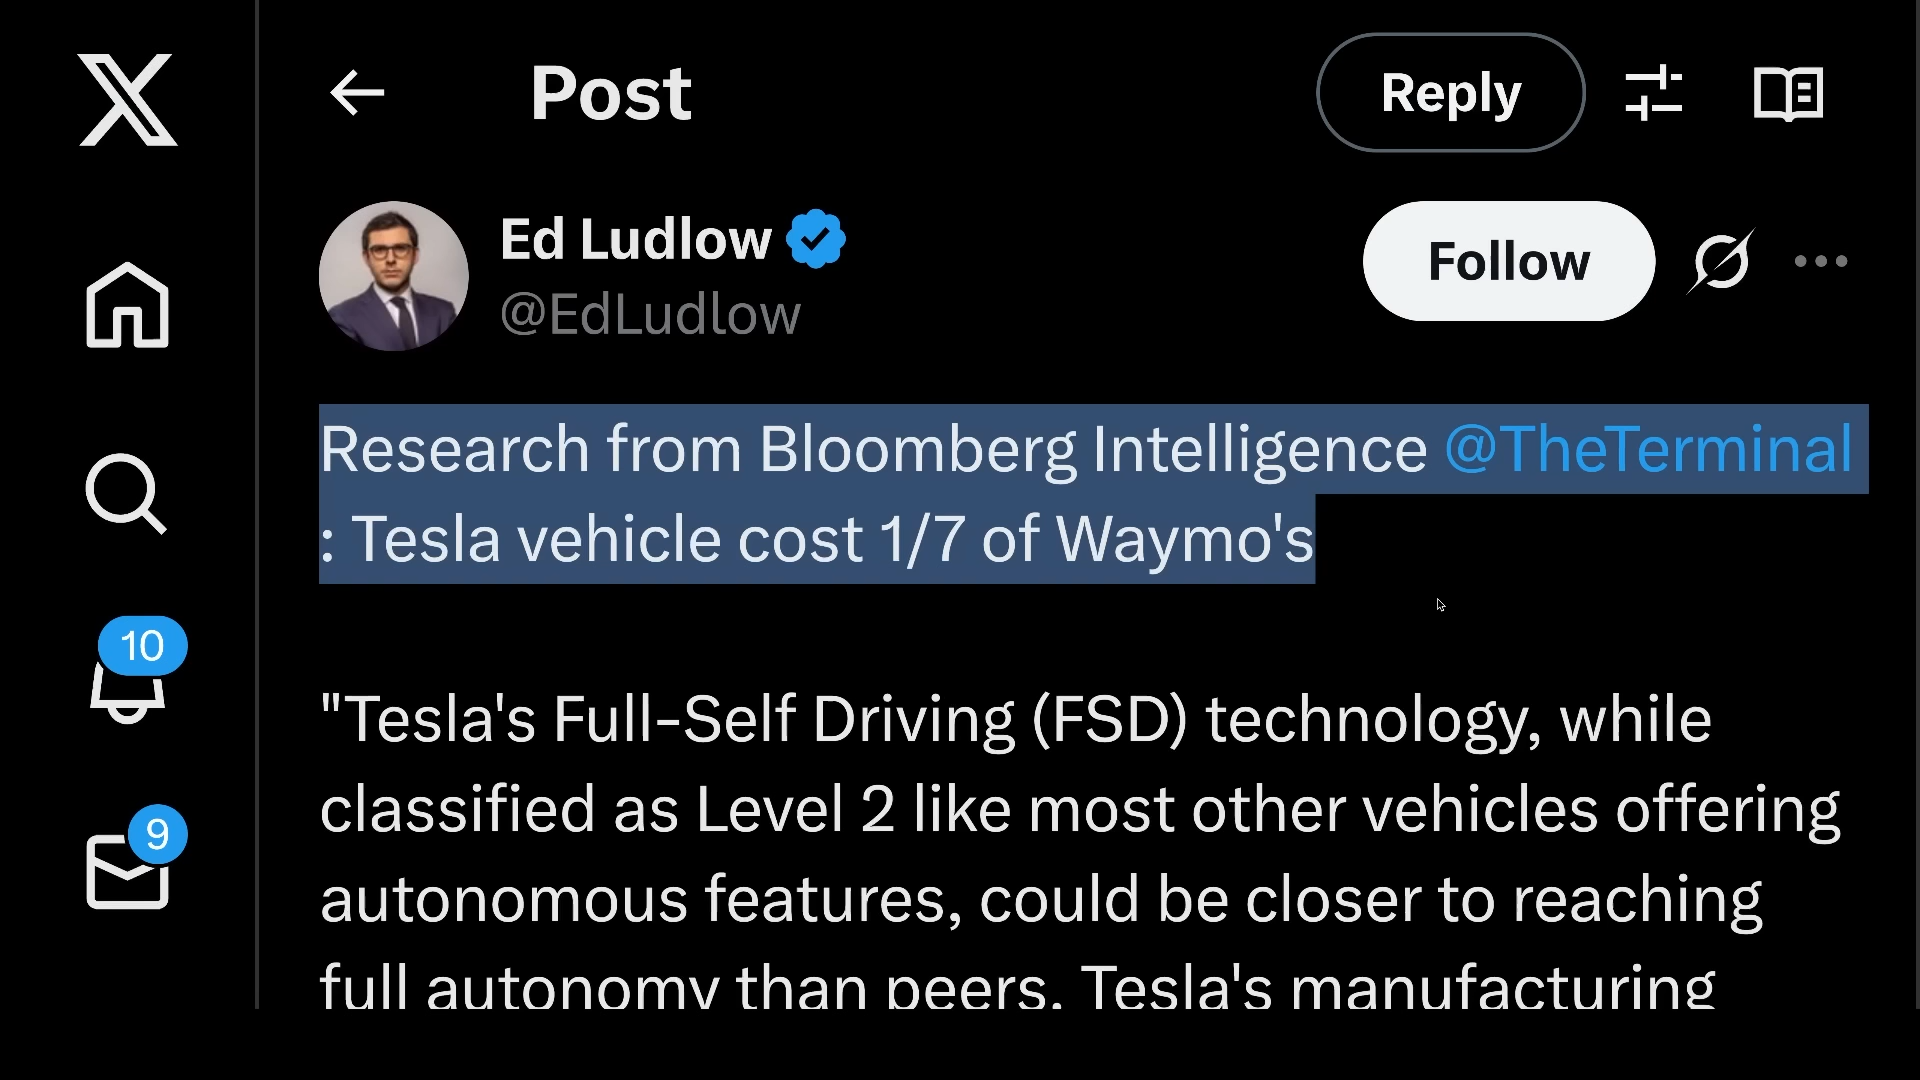 Post
Reply
Ed Ludlow
@EdLudlow
Follow
Research from Bloomberg Intelligence @TheTerminal
: Tesla vehicle cost 1/7 of Waymo's
10
"Tesla's Full-Self Driving (FSD) technology, while
classified as Level 2 like most other vehicles offering
9
autonomous features, could be closer to reaching
full autonomy than peers. Tesla's manufacturing